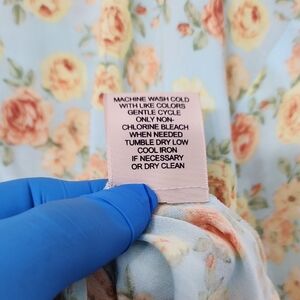 MACHINE WASH COLD
WITH LIKE COLORS
GENTLE CYCLE
ONLY NON-
CHLORINE BLEACH
WHEN NEEDED
TUMBLE DRY LOW
COOL IRON
IF NECESSARY
OR DRY CLEAN